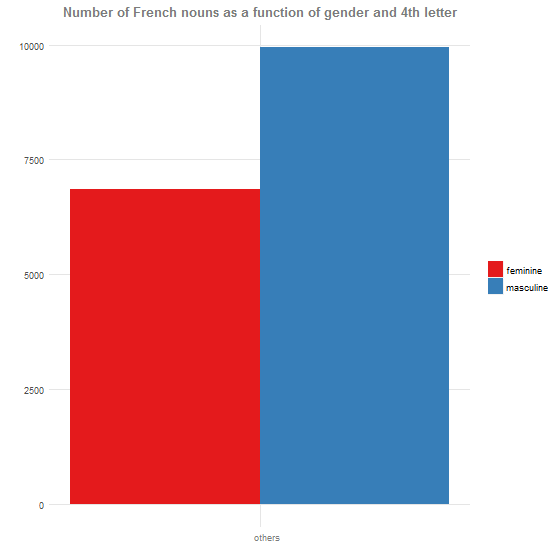 Number of French nouns as a function of gender and 4th letter
10000
7500
5000
2500
0
others
feminine
masculine